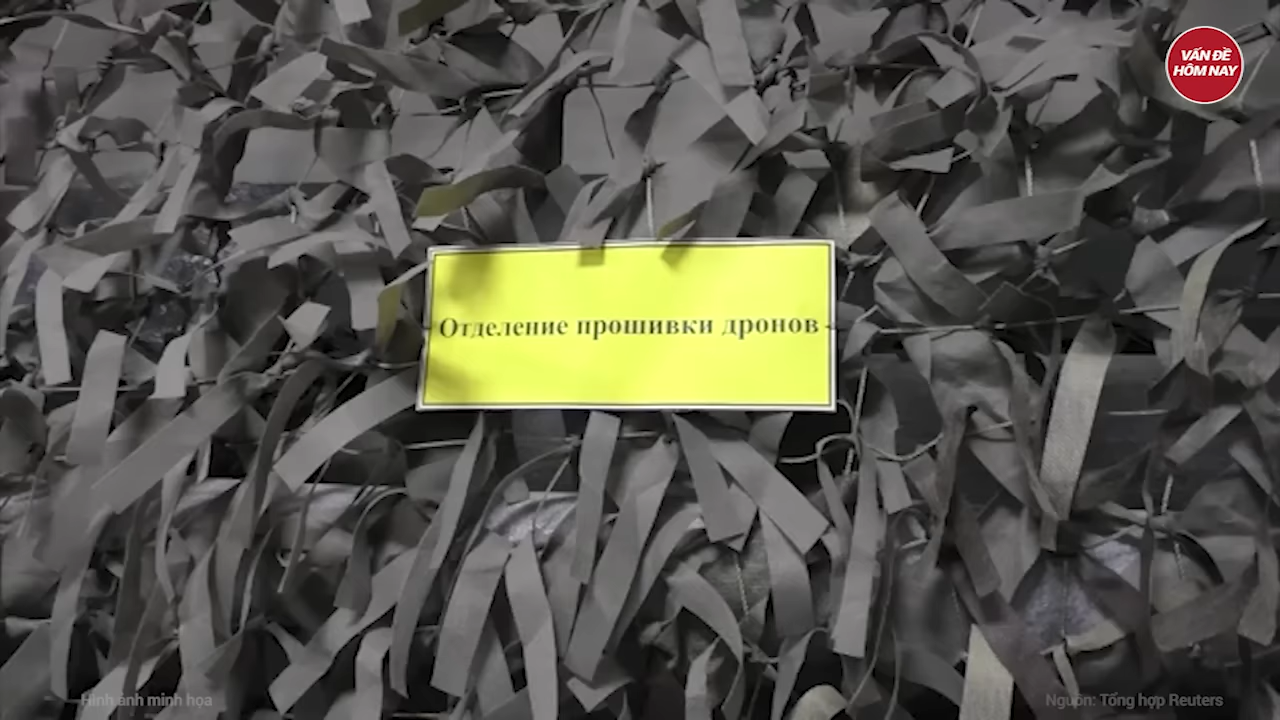 VẤN ĐỀ
HÔM NAY
Отделение прошивки дронов
Hình ảnh minh họa
Nguồn: Tổng hợp Reuters